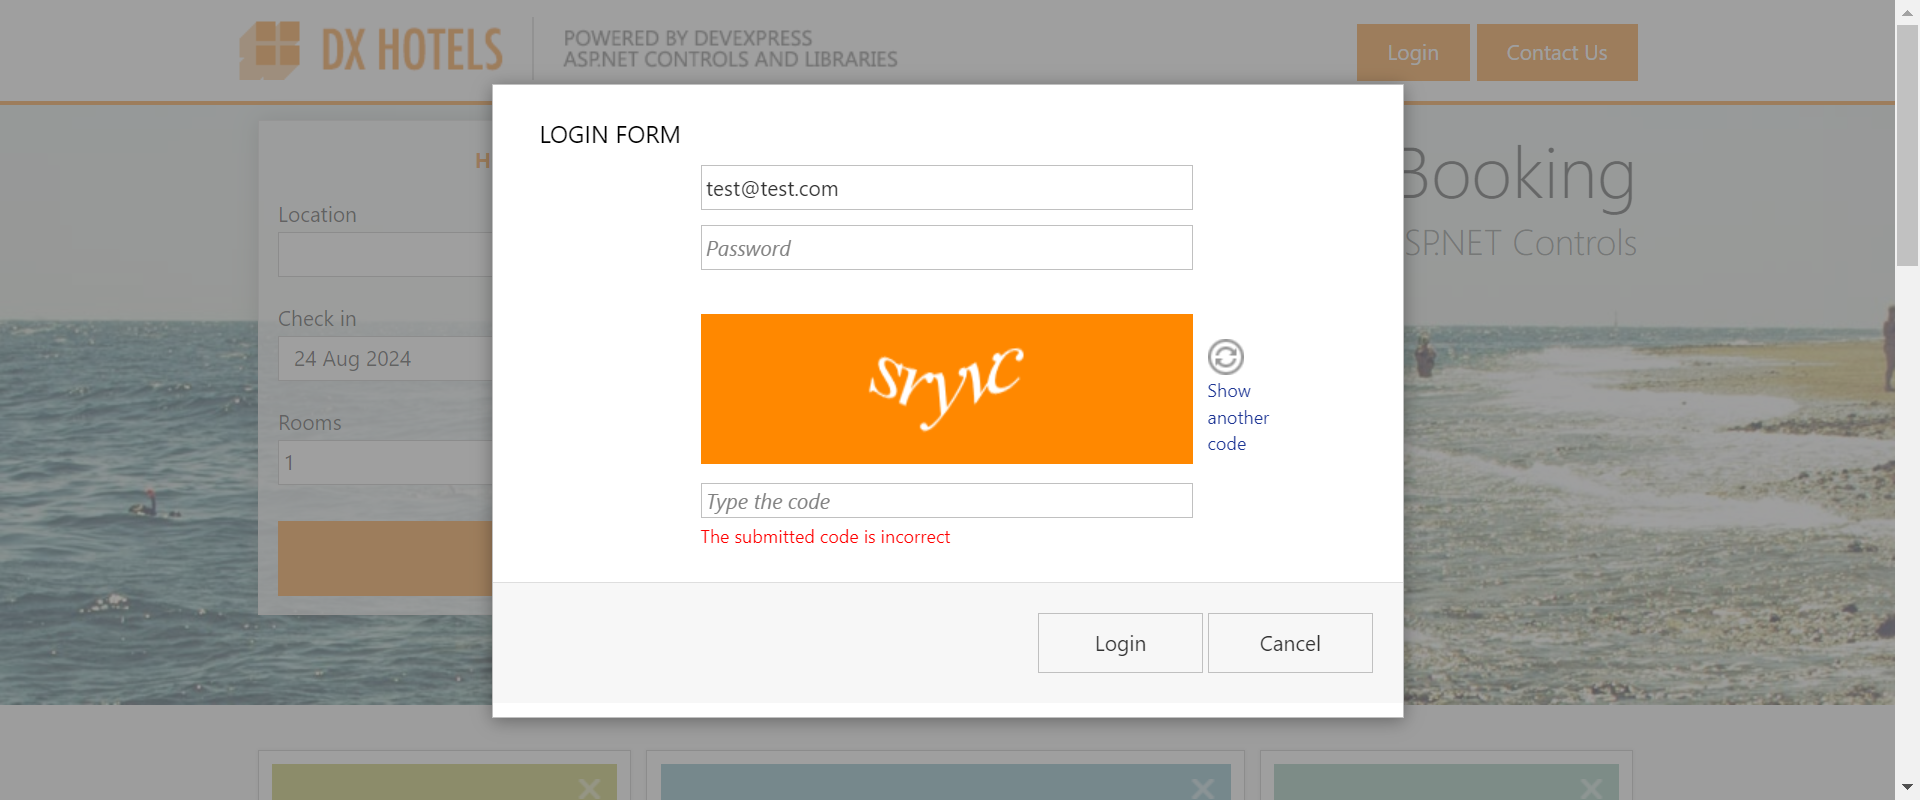 DX HOTELS
POWERED BY DEVEXPRESS
ASP.NET CONTROLS AND LIBRARIES
Login
Contact Us
LOGIN FORM
test@test.com
Password
Show
another
code
Type the code
The submitted code is incorrect
Login
Cancel
H
Location
Check in
24 Aug 2024
Rooms
1
Booking
SP.NET Controls